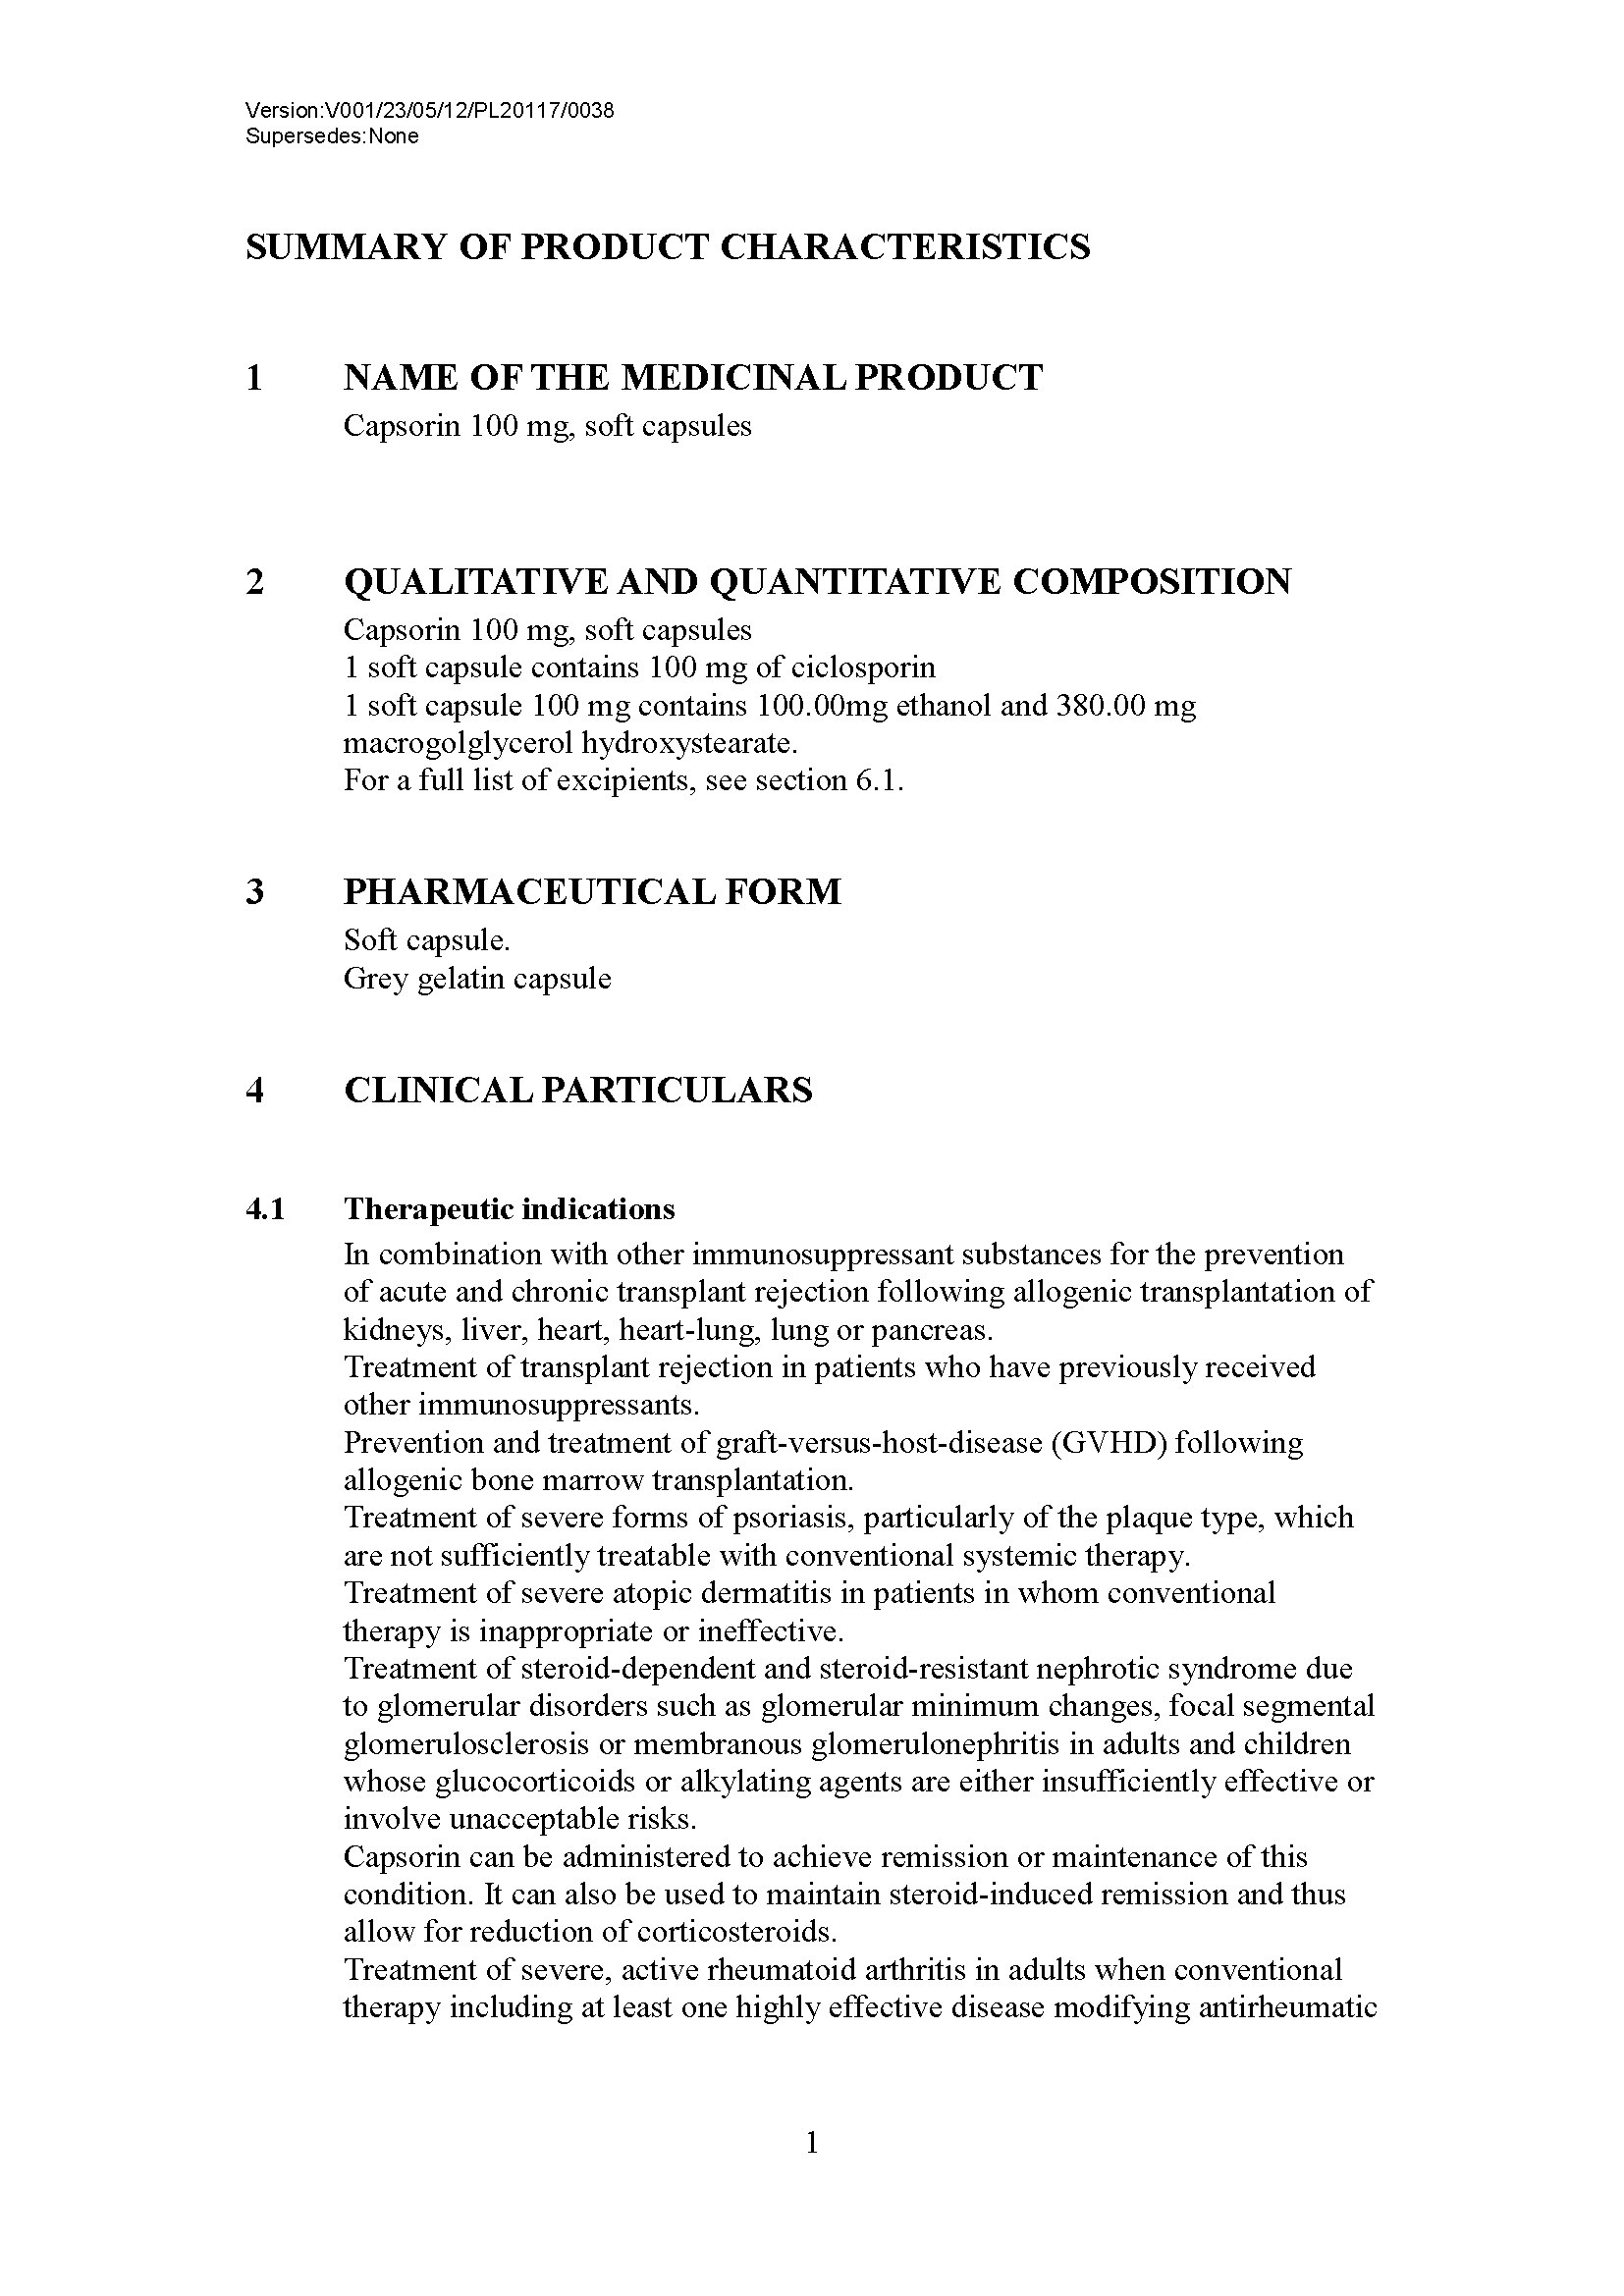 Version:V001/23/05/12/PL20117/0038
Supersedes:None
SUMMARY OF PRODUCT CHARACTERISTICS
1 NAME OF THE MEDICINAL PRODUCT
Capsorin 100 mg, soft capsules
2 QUALITATIVE AND QUANTITATIVE COMPOSITION
Capsorin 100 mg, soft capsules
1 soft capsule contains 100 mg of ciclosporin
1 soft capsule 100 mg contains 100.00mg ethanol and 380.00 mg
macrogolglycerol hydroxystearate.
For a full list of excipients, see section 6.1.
3 PHARMACEUTICAL FORM
Soft capsule.
Grey gelatin capsule
4 CLINICAL PARTICULARS
4.1 Therapeutic indications
In combination with other immunosuppressant substances for the prevention
of acute and chronic transplant rejection following allogenic transplantation of
kidneys, liver, heart, heart-lung, lung or pancreas.
Treatment of transplant rejection in patients who have previously received
other immunosuppressants.
Prevention and treatment of graft-versus-host-disease (GVHD) following
allogenic bone marrow transplantation.
Treatment of severe forms of psoriasis, particularly of the plaque type, which
are not sufficiently treatable with conventional systemic therapy.
Treatment of severe atopic dermatitis in patients in whom conventional
therapy is inappropriate or ineffective.
Treatment of steroid-dependent and steroid-resistant nephrotic syndrome due
to glomerular disorders such as glomerular minimum changes, focal segmental
glomerulosclerosis or membranous glomerulonephritis in adults and children
whose glucocorticoids or alkylating agents are either insufficiently effective or
involve unacceptable risks.
Capsorin can be administered to achieve remission or maintenance of this
condition. It can also be used to maintain steroid-induced remission and thus
allow for reduction of corticosteroids.
Treatment of severe, active rheumatoid arthritis in adults when conventional
therapy including at least one highly effective disease modifying antirheumatic
1